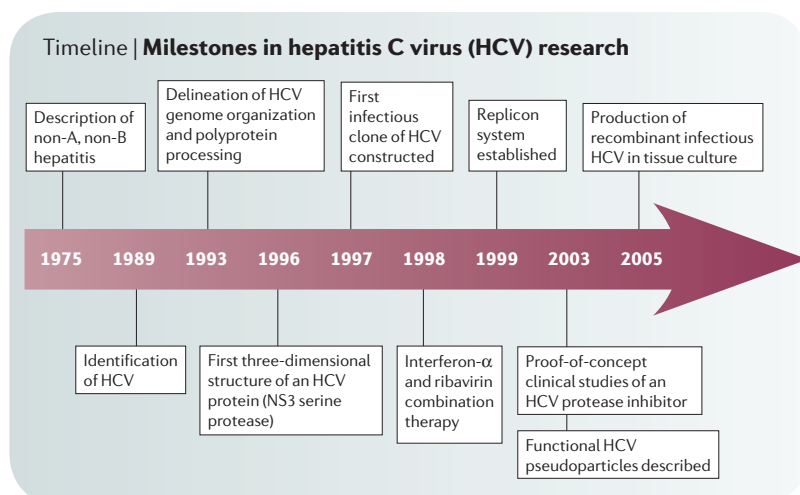 Timeline | Milestones in hepatitis C virus (HCV) research
Description of
non-A, non-B
hepatitis
Delineation of HCV
genome organization
and polyprotein
processing
First
infectious
clone of HCV
constructed
Replicon
system
established
Production of
recombinant infectious
HCV in tissue culture
1975 1989 1993 1996 1997 1998 1999 2003 2005
Identification
of HCV
First three-dimensional
structure of an HCV
protein (NS3 serine
protease)
Interferon-α
and ribavirin
combination
therapy
Proof-of-concept
clinical studies of an
HCV protease inhibitor
Functional HCV
pseudoparticles described